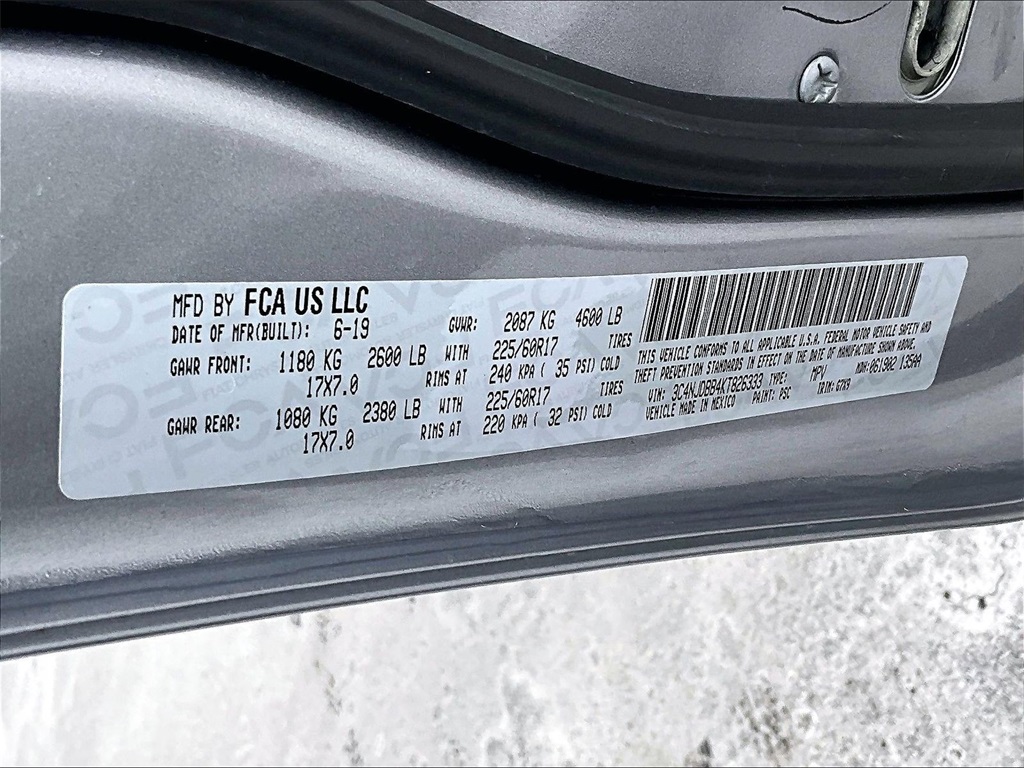 MFD BY FCA US LLC
DATE OF MFR(BUILT): 6-19 GVWR: 2087 KG 4600 LB
GAWR FRONT: 1180 KG 2600 LB WITH 225/60R17 TIRES
17X7.0 RIMS AT 240 KPA ( 35 PSI) COLD
GAWR REAR: 1080 KG 2380 LB WITH 225/60R17 TIRES
17X7.0 RIMS AT 220 KPA ( 32 PSI) COLD
THIS VEHICLE CONFORMS TO ALL APPLICABLE U.S.A. FEDERAL MOTOR VEHICLE SAFETY AND
THEFT PREVENTION STANDARDS IN EFFECT ON THE DATE OF MANUFACTURE SHOWN ABOVE.
VIN: 3C4NJDBB4KT826333 TYPE: MPV MDH: 061902 135AA
VEHICLE MADE IN MEXICO PAINT: PSC TRIM: